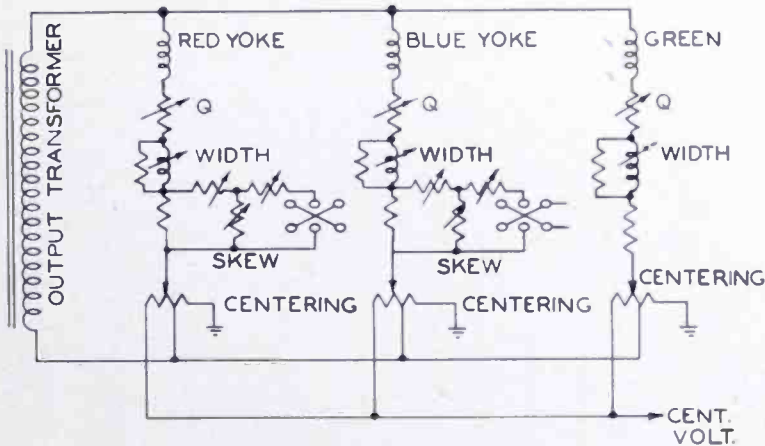 OUTPUT TRANSFORMER
RED YOKE
BLUE YOKE
GREEN
Q
Q
Q
WIDTH
WIDTH
WIDTH
SKEW
SKEW
CENTERING
CENTERING
CENTERING
CENT.
VOLT.